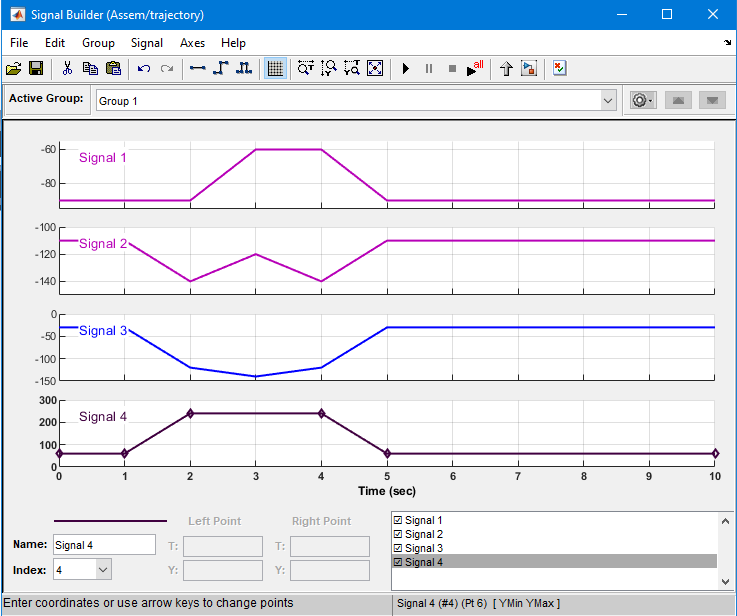 Signal Builder (Assem/trajectory)
File Edit Group Signal Axes Help
all
Active Group: Group 1
-60
Signal 1
-80
-100
Signal 2
-120
-140
0
Signal 3
-50
-100
-150
300
Signal 4
200
100
0
0 1 2 3 4 5 6 7 8 9 10
Time (sec)
Left Point Right Point
Name: Signal 4 T: T:
Index: 4 Y: Y:
Signal 1
Signal 2
Signal 3
Signal 4
Enter coordinates or use arrow keys to change points Signal 4 (#4) (Pt 6) [ YMin YMax ]